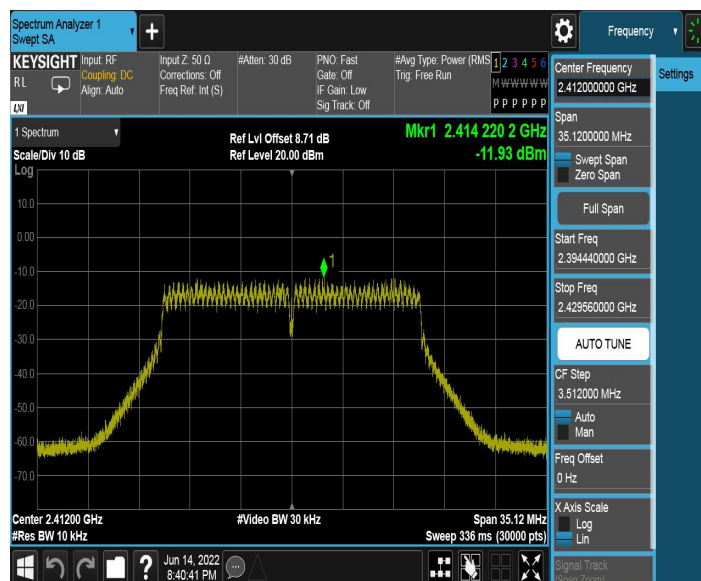 Spectrum Analyzer 1
Swept SA
+
Frequency
KEYSIGHT
R L
LXI
Input: RF
Coupling: DC
Align: Auto
Input Z: 50 Ω
Corrections: Off
Freq Ref: Int (S)
#Atten: 30 dB
PNO: Fast
Gate: Off
IF Gain: Low
Sig Track: Off
#Avg Type: Power (RMS
Trig: Free Run
1 2 3 4 5 6
M W W W W W
P P P P P P
1 Spectrum
Scale/Div 10 dB
Ref Lvl Offset 8.71 dB
Ref Level 20.00 dBm
Mkr1 2.414 220 2 GHz
-11.93 dBm
Log
10.0
0.00
-10.0
-20.0
-30.0
-40.0
-50.0
-60.0
-70.0
1
Center 2.41200 GHz
#Res BW 10 kHz
#Video BW 30 kHz
Span 35.12 MHz
Sweep 336 ms (30000 pts)
Center Frequency
2.412000000 GHz
Span
35.1200000 MHz
Swept Span
Zero Span
Full Span
Start Freq
2.394440000 GHz
Stop Freq
2.429560000 GHz
AUTO TUNE
CF Step
3.512000 MHz
Auto
Man
Freq Offset
0 Hz
X Axis Scale
Log
Lin
Signal Track
(Span Zoom)
Settings
?
Jun 14, 2022
8:40:41 PM